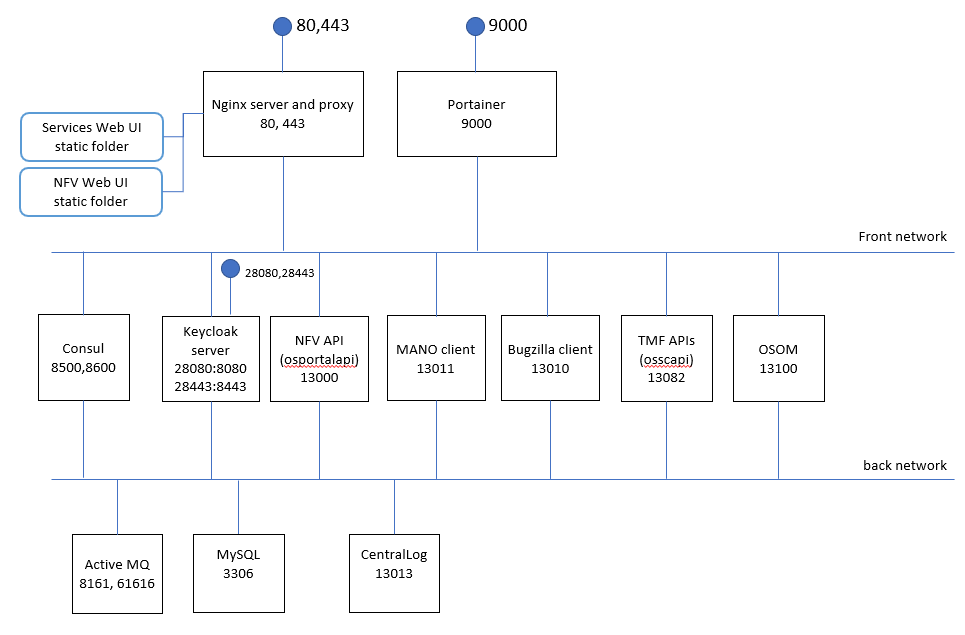 80,443
9000
Nginx server and proxy
80, 443
Portainer
9000
Services Web UI
static folder
NFV Web UI
static folder
Front network
28080,28443
Consul
8500,8600
Keycloak
server
28080:8080
28443:8443
NFV API
(osportalapi)
13000
MANO client
13011
Bugzilla client
13010
TMF APIs
(osscapi)
13082
OSOM
13100
back network
Active MQ
8161, 61616
MySQL
3306
CentralLog
13013